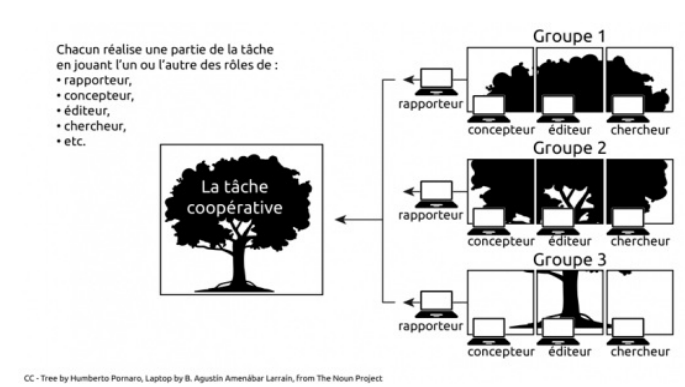 Chacun réalise une partie de la tâche
en jouant l'un ou l'autre des rôles de :
• rapporteur,
• concepteur,
• éditeur,
• chercheur,
• etc.
La tâche
coopérative
Groupe 1
rapporteur
concepteur éditeur chercheur
Groupe 2
rapporteur
concepteur éditeur chercheur
Groupe 3
rapporteur
concepteur éditeur chercheur
CC - Tree by Humberto Pornaro, Laptop by B. Agustín Amenábar Larraín, from The Noun Project